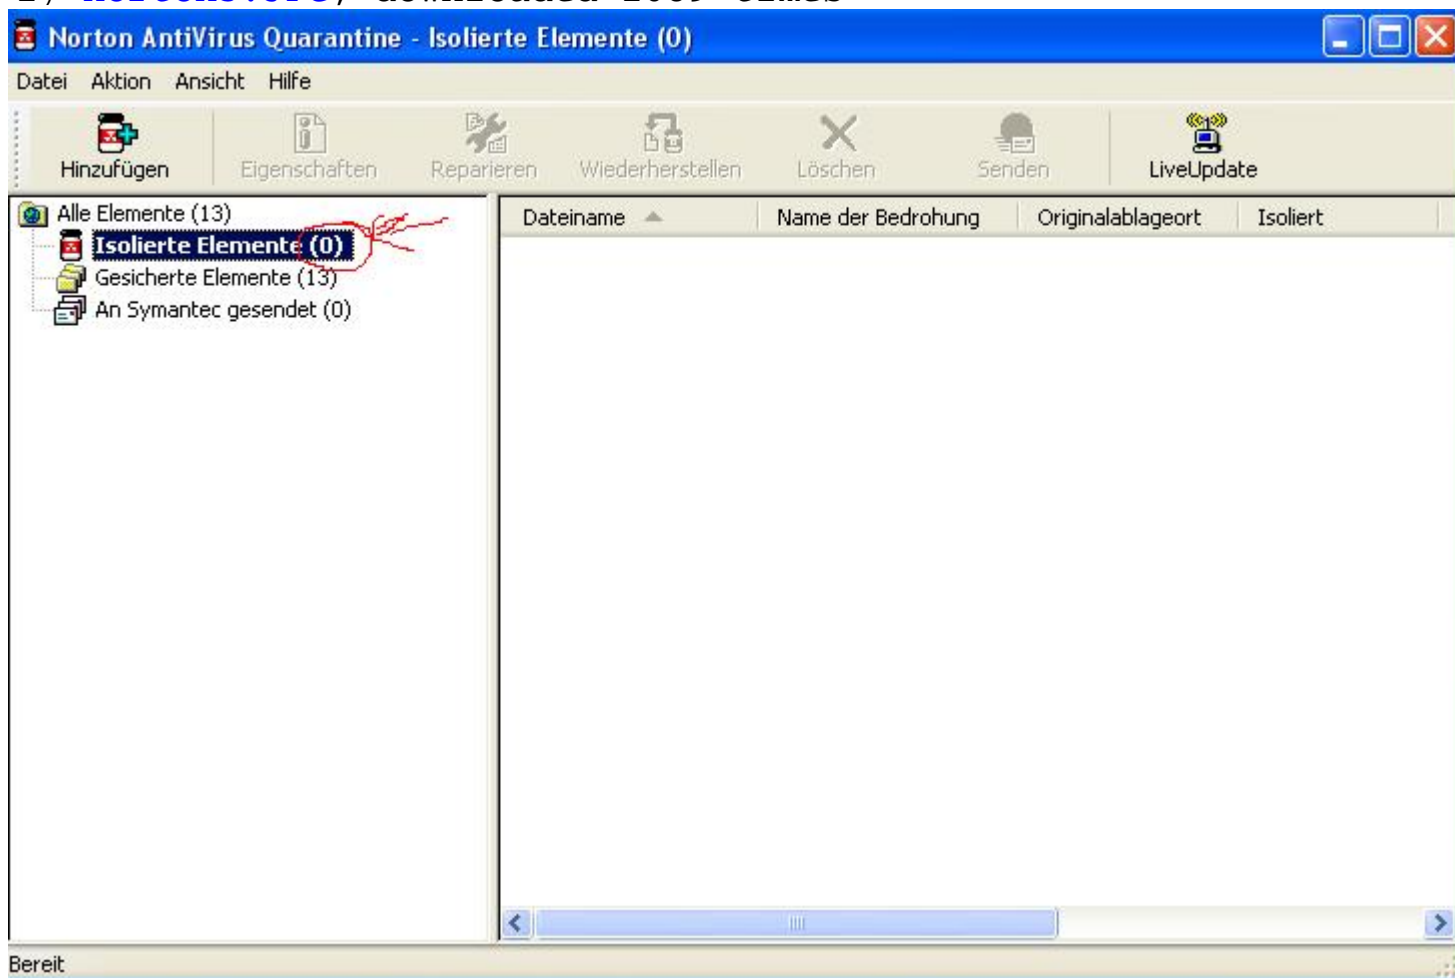 Norton AntiVirus Quarantine - Isolierte Elemente (0)
Datei Aktion Ansicht Hilfe
Hinzufügen Eigenschaften Reparieren Wiederherstellen Löschen Senden LiveUpdate
Alle Elemente (13)
Isolierte Elemente (0)
Gesicherte Elemente (13)
An Symantec gesendet (0)
Dateiname Name der Bedrohung Originalablageort Isoliert
Bereit